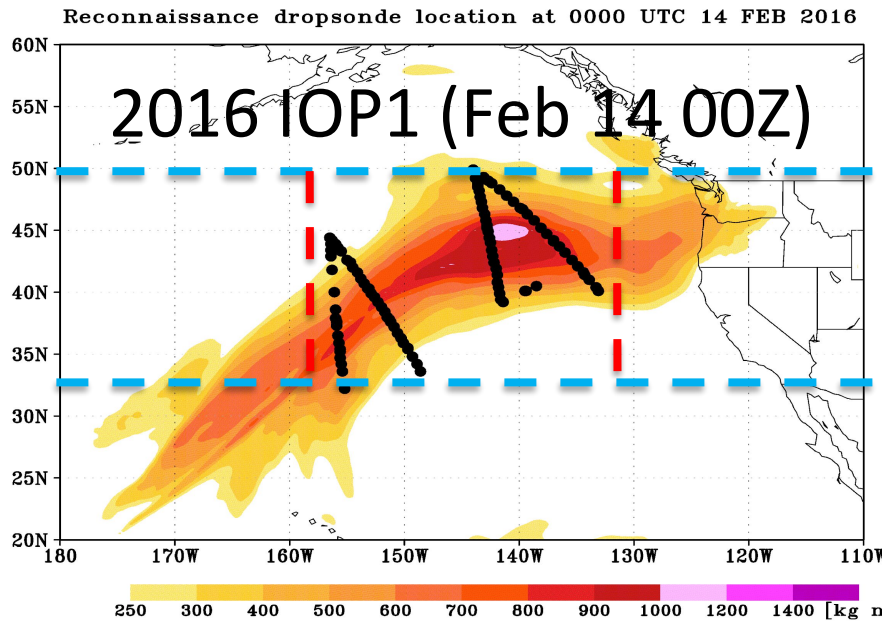 Reconnaissance dropsonde location at 0000 UTC 14 FEB 2016
60N
2016 IOP1 (Feb 14 00Z)
55N
50N
45N
40N
35N
30N
25N
20N
180 170W 160W 150W 140W 130W 120W 110W
250 300 400 500 600 700 800 900 1000 1200 1400 [kg